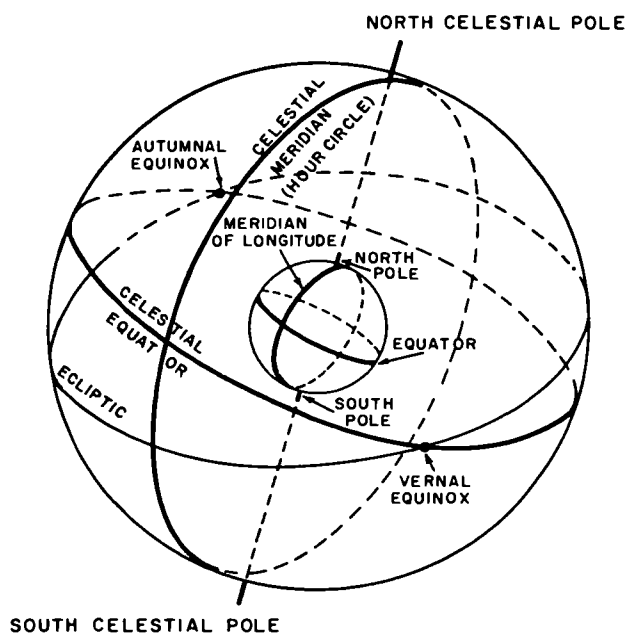 NORTH CELESTIAL POLE
CELESTIAL
MERIDIAN
(HOUR CIRCLE)
AUTUMNAL
EQUINOX
MERIDIAN
OF LONGITUDE
NORTH
POLE
CELESTIAL
EQUATOR
EQUATOR
ECLIPTIC
SOUTH
POLE
VERNAL
EQUINOX
SOUTH CELESTIAL POLE